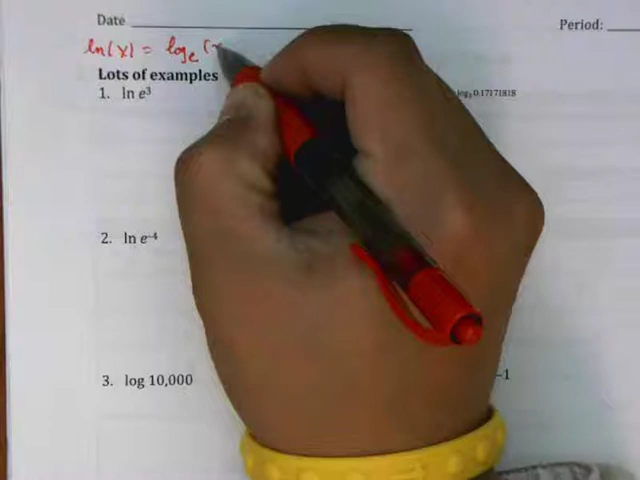 Date Period:
ln(x) = loge (x
Lots of examples
1. ln e³ log₃ 0.17171818
2. ln e⁻⁴
3. log 10,000 -1